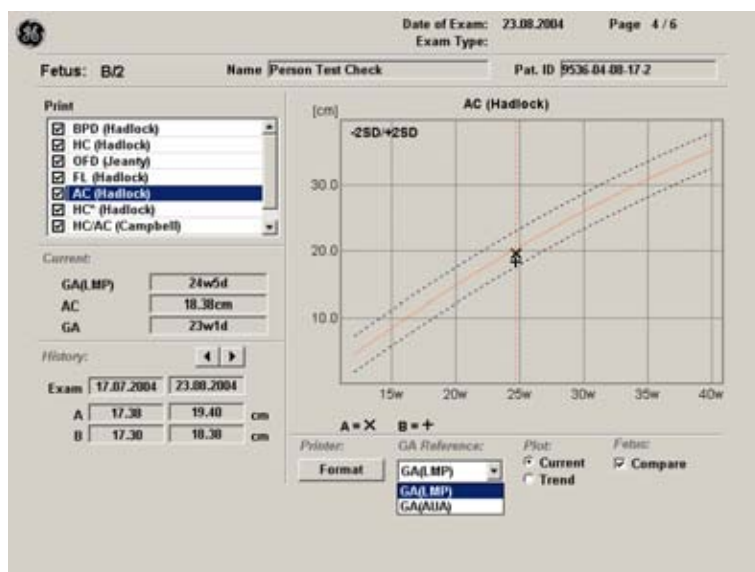 Date of Exam: 23.08.2004 Page 4/6
Exam Type:
Fetus: B/2 Name Person Test Check Pat. ID 9536-04-08-17-2
Print
BPD (Hadlock)
HC (Hadlock)
OFD (Jeanty)
FL (Hadlock)
AC (Hadlock)
HC* (Hadlock)
HC/AC (Campbell)
Current:
GA(LMP) 24w5d
AC 18.38cm
GA 23w1d
History:
Exam 17.07.2004 23.08.2004
A 17.38 19.40 cm
B 17.30 18.38 cm
AC (Hadlock)
[cm]
-2SD/+2SD
30.0
20.0
10.0
15w 20w 25w 30w 35w 40w
A = × B = +
Printer: GA Reference: Plot: Fetus:
Format GA(LMP) Current Compare
GA(LMP) Trend
GA(AUA)